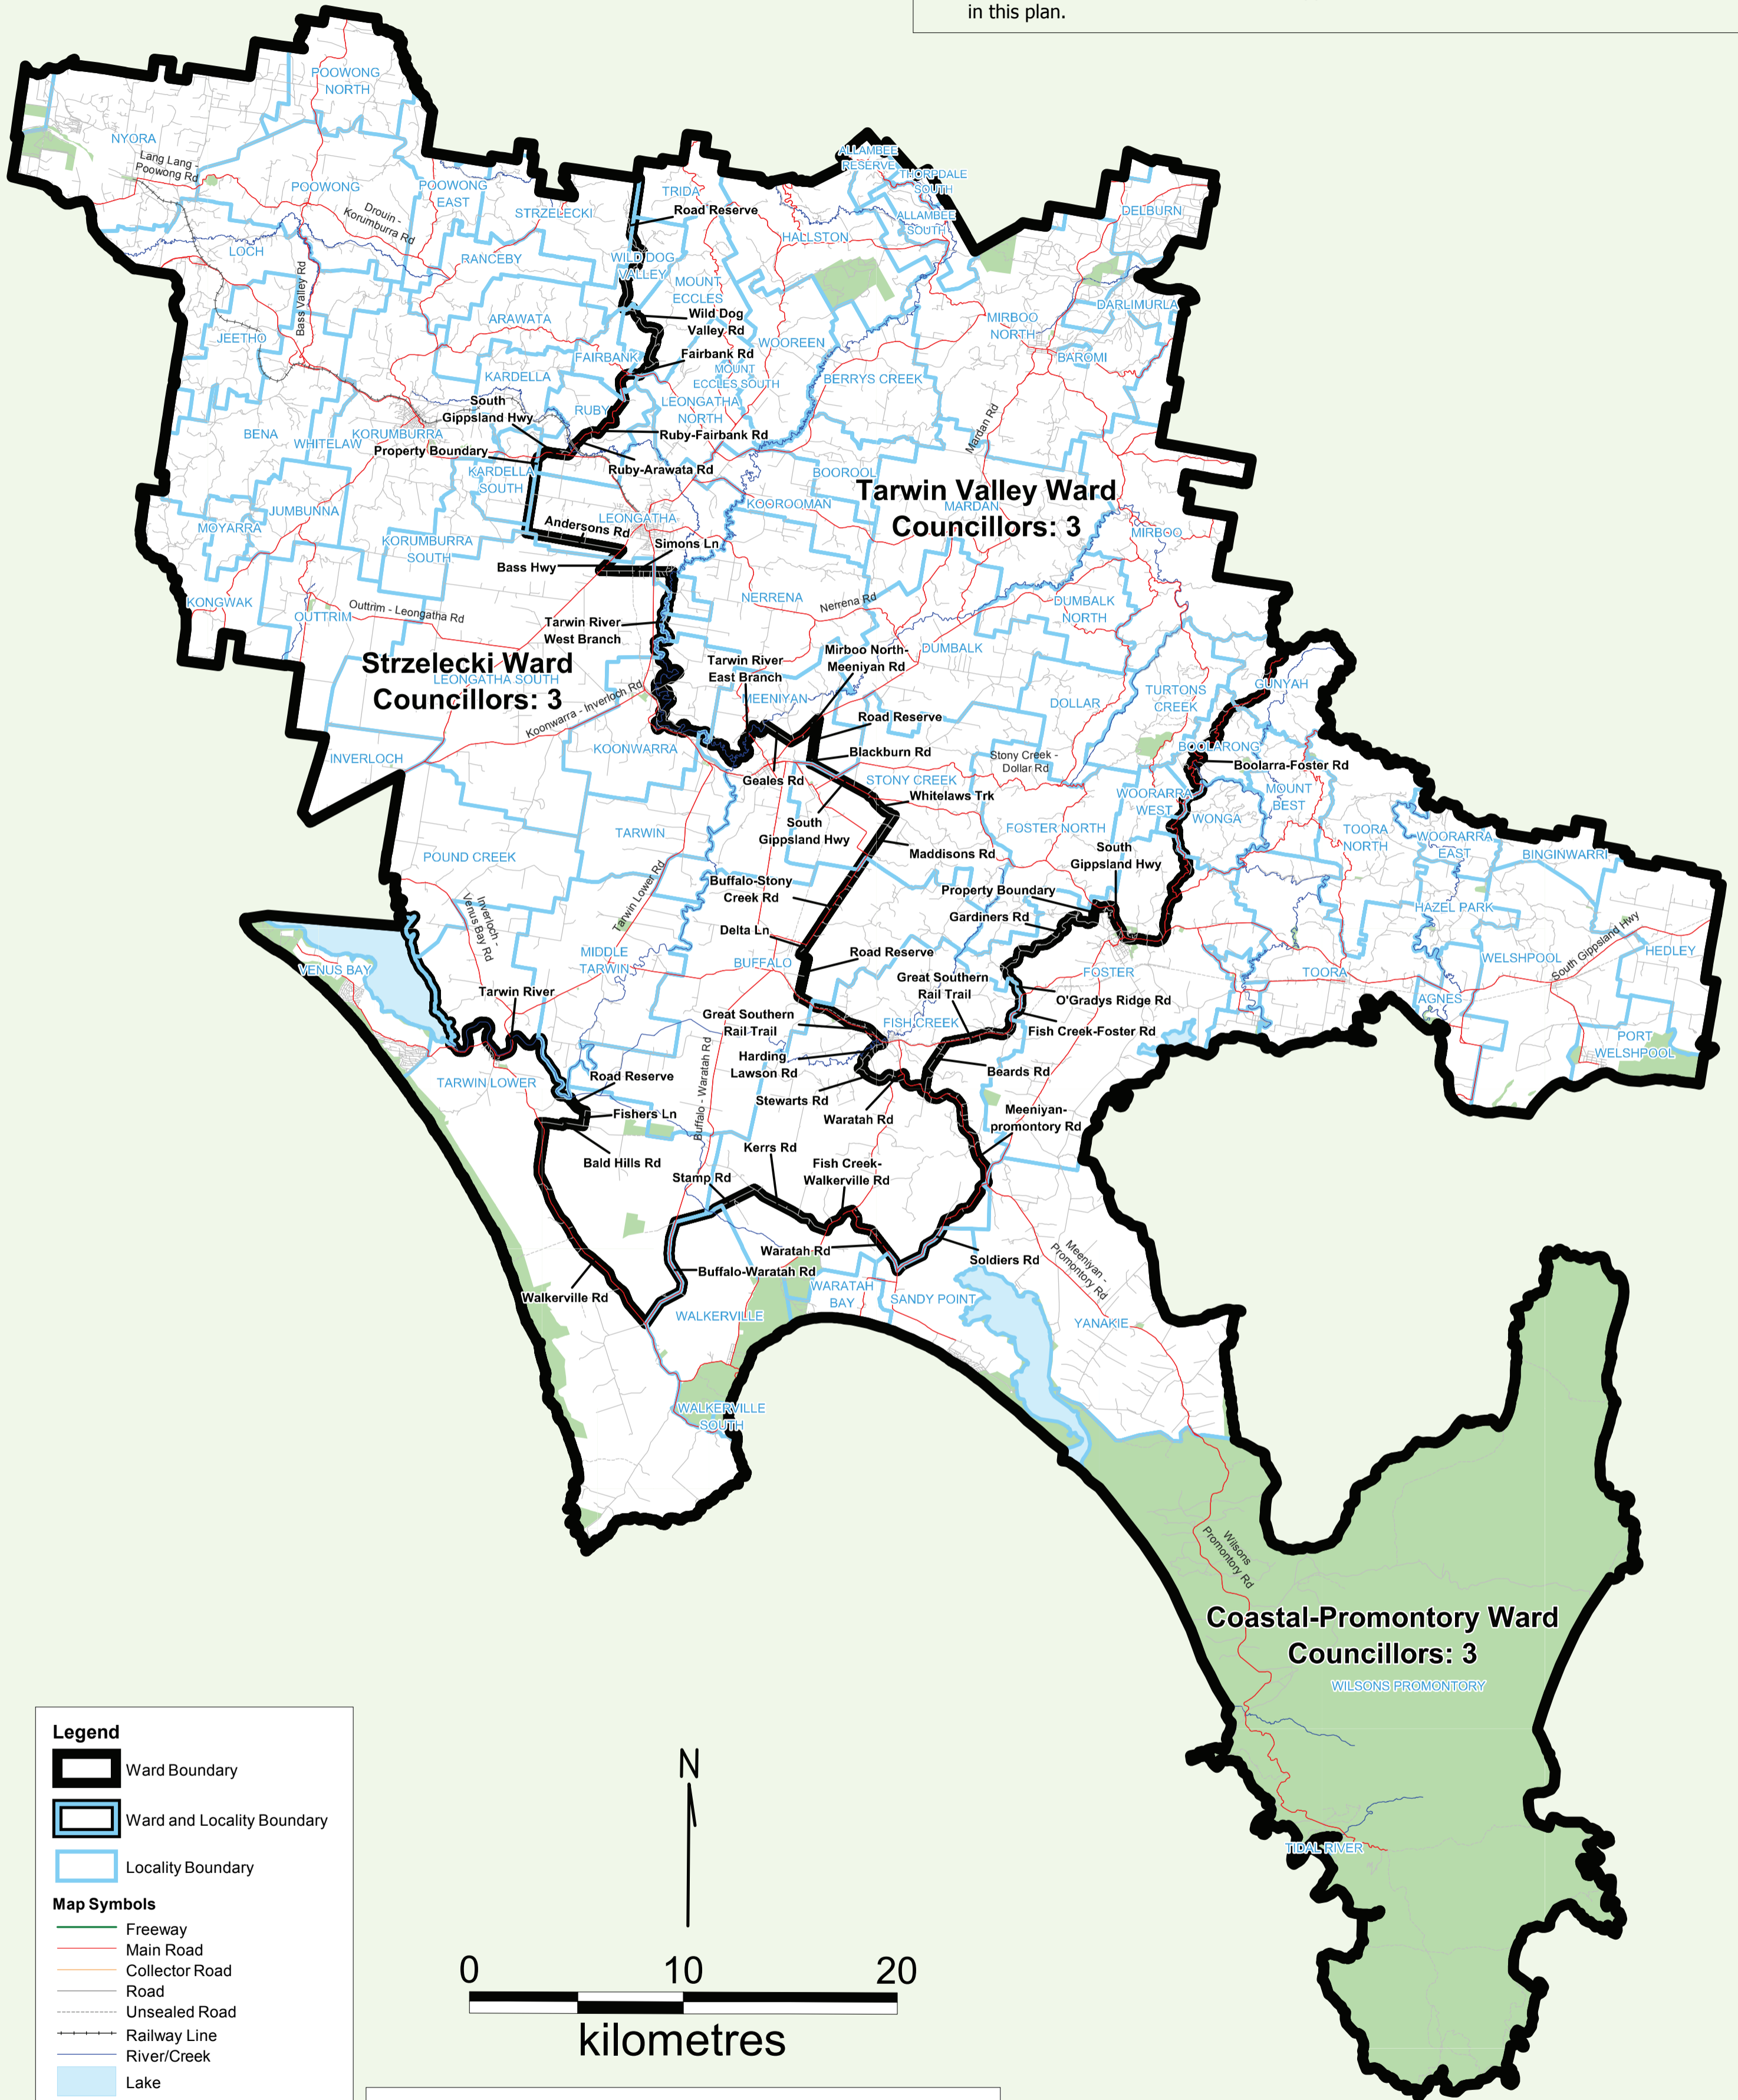 in this plan.
POOWONG
NORTH
NYORA
Lang Lang -
Poowong Rd
POOWONG
POOWONG
EAST
Drouin -
Korumburra Rd
STRZELECKI
LOCH
RANCEBY
Bass Valley Rd
JEETHO
ARAWATA
TRIDA
Road Reserve
WILD DOG
VALLEY
MOUNT
ECCLES
Wild Dog
Valley Rd
ALLAMBEE
RESERVE
THORPDALE
SOUTH
ALLAMBEE
SOUTH
HALLSTON
DELBURN
DARLIMURLA
MIRBOO
NORTH
BAROMI
WOOREEN
FAIRBANK
Fairbank Rd
MOUNT
ECCLES SOUTH
BERRYS CREEK
KARDELLA
RUBY
LEONGATHA
NORTH
South
Gippsland Hwy
Ruby-Fairbank Rd
Mardan Rd
BENA
WHITELAW
KORUMBURRA
Property Boundary
KARDELLA
SOUTH
Ruby-Arawata Rd
BOOROOL
Tarwin Valley Ward
Councillors: 3
MARDAN
KOOROOMAN
JUMBUNNA
MOYARRA
KORUMBURRA
SOUTH
LEONGATHA
Andersons Rd
Simons Ln
Bass Hwy
MIRBOO
KONGWAK
OUTTRIM
Outtrim - Leongatha Rd
NERRENA
Nerrena Rd
DUMBALK
NORTH
Tarwin River
West Branch
Strzelecki Ward
Councillors: 3
LEONGATHA SOUTH
Tarwin River
East Branch
Mirboo North-
Meeniyan Rd
DUMBALK
MEENIYAN
Koonwarra - Inverloch Rd
Road Reserve
DOLLAR
TURTONS
CREEK
GUNYAH
INVERLOCH
KOONWARRA
Blackburn Rd
Geales Rd
STONY CREEK
Stony Creek -
Dollar Rd
BOOLARONG
Boolarra-Foster Rd
Whitelaws Trk
WOORARRA
WEST
MOUNT
BEST
WONGA
South
Gippsland Hwy
TARWIN
FOSTER NORTH
TOORA
NORTH
WOORARRA
EAST
BINGINWARRI
POUND CREEK
Maddisons Rd
South
Gippsland Hwy
Tarwin Lower Rd
Buffalo-Stony
Creek Rd
Property Boundary
Gardiners Rd
Inverloch -
Venus Bay Rd
HAZEL PARK
Delta Ln
MIDDLE
TARWIN
BUFFALO
Road Reserve
South Gippsland Hwy
HEDLEY
WELSHPOOL
VENUS BAY
Great Southern
Rail Trail
FOSTER
TOORA
Tarwin River
O'Gradys Ridge Rd
AGNES
Great Southern
Rail Trail
FISH CREEK
Fish Creek-Foster Rd
PORT
WELSHPOOL
Harding
Lawson Rd
Buffalo - Waratah Rd
TARWIN LOWER
Road Reserve
Beards Rd
Stewarts Rd
Waratah Rd
Fishers Ln
Meeniyan-
promontory Rd
Bald Hills Rd
Kerrs Rd
Stamp Rd
Fish Creek-
Walkerville Rd
Waratah Rd
Soldiers Rd
Meeniyan -
Promontory Rd
Buffalo-Waratah Rd
Walkerville Rd
WALKERVILLE
WARATAH
BAY
SANDY POINT
YANAKIE
WALKERVILLE
SOUTH
Wilsons
Promontory Rd
Coastal-Promontory Ward
Councillors: 3
WILSONS PROMONTORY
TIDAL RIVER
Legend
Ward Boundary
Ward and Locality Boundary
Locality Boundary
Map Symbols
Freeway
Main Road
Collector Road
Road
Unsealed Road
Railway Line
River/Creek
Lake
N
0 10 20
kilometres